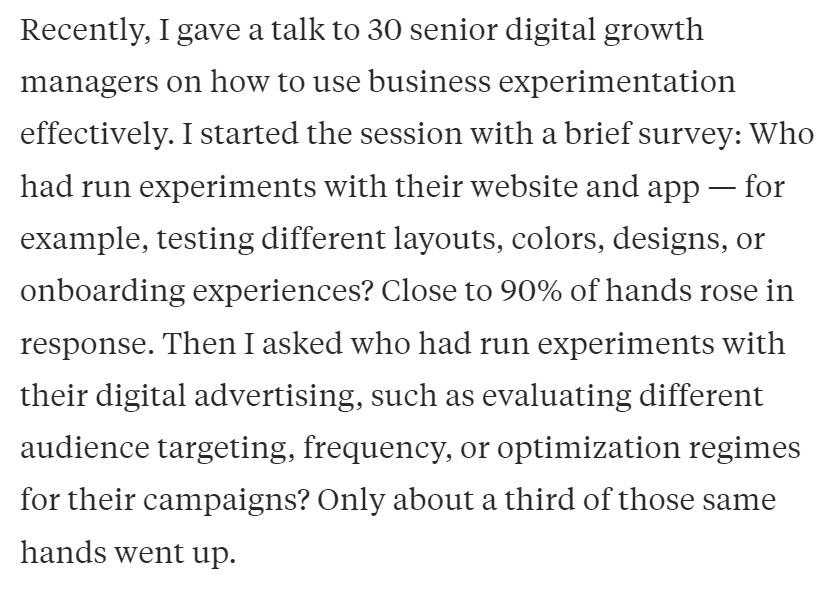 Recently, I gave a talk to 30 senior digital growth
managers on how to use business experimentation
effectively. I started the session with a brief survey: Who
had run experiments with their website and app — for
example, testing different layouts, colors, designs, or
onboarding experiences? Close to 90% of hands rose in
response. Then I asked who had run experiments with
their digital advertising, such as evaluating different
audience targeting, frequency, or optimization regimes
for their campaigns? Only about a third of those same
hands went up.